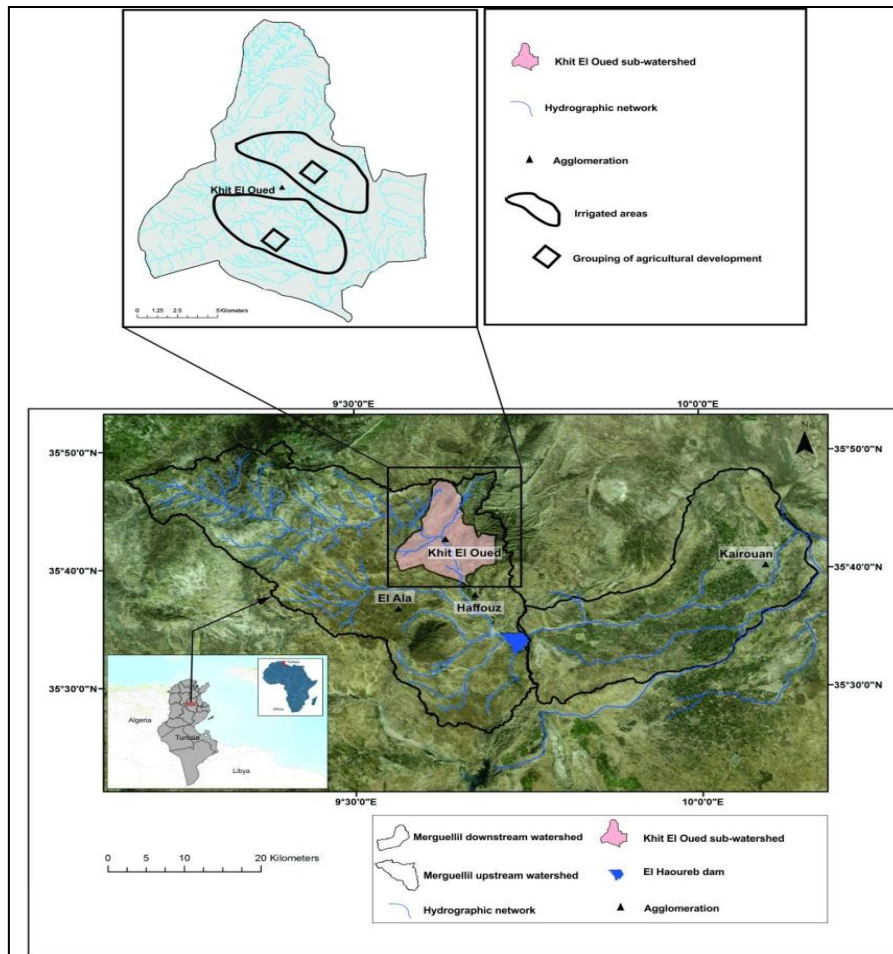 Khit El Oued
0 1.25 2.5 5 Kilometers
Khit El Oued sub-watershed
Hydrographic network
Agglomeration
Irrigated areas
Grouping of agricultural development
9°30'0"E 10°0'0"E
35°50'0"N 35°50'0"N
N
Khit El Oued
Kairouan
35°40'0"N 35°40'0"N
El Ala
Haffouz
35°30'0"N 35°30'0"N
Tunisia
Algeria
Tunisia
Libya
9°30'0"E 10°0'0"E
0 5 10 20 Kilometers
Merguellil downstream watershed
Khit El Oued sub-watershed
Merguellil upstream watershed
El Haoureb dam
Hydrographic network
Agglomeration